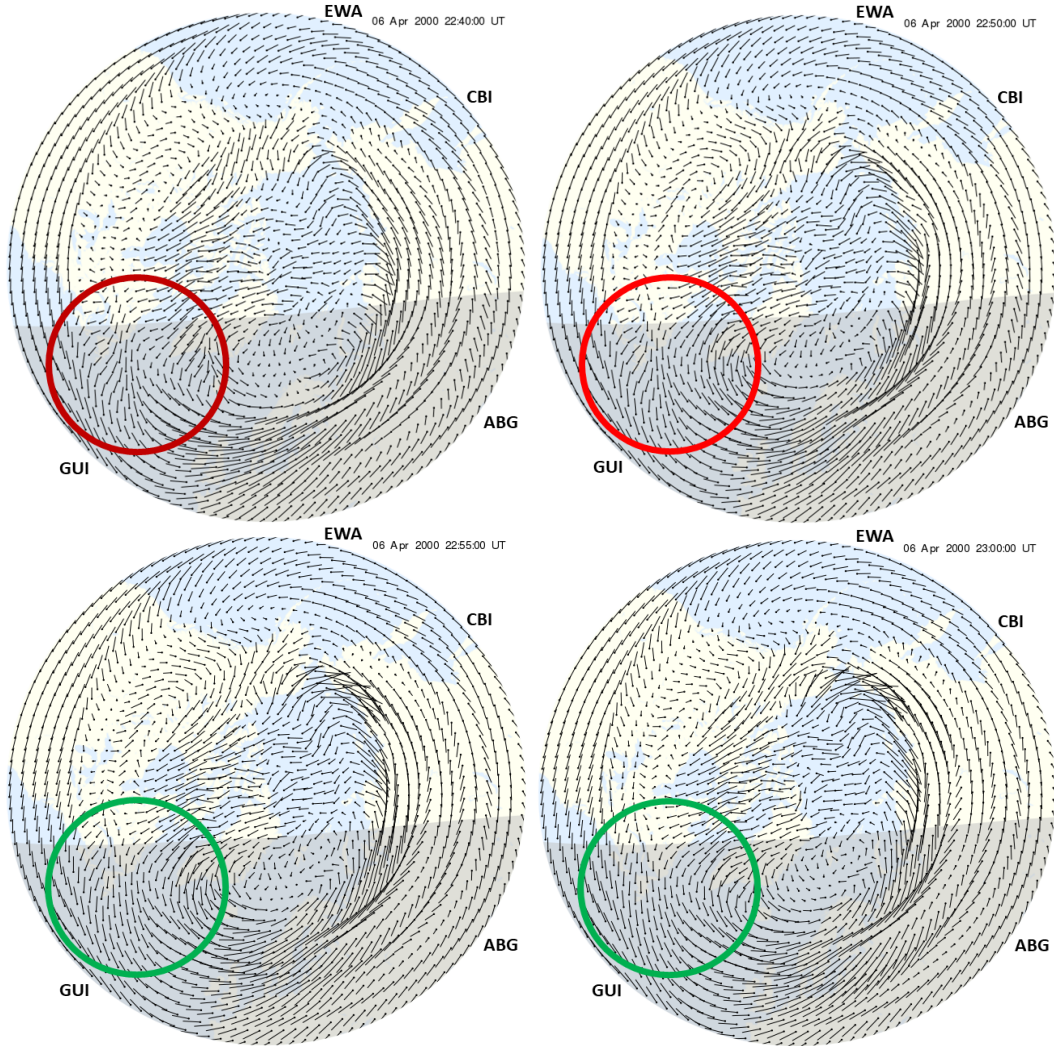 EWA
06 Apr 2000 22:40:00 UT
CBI
ABG
GUI
EWA
06 Apr 2000 22:50:00 UT
CBI
ABG
GUI
EWA
06 Apr 2000 22:55:00 UT
CBI
ABG
GUI
EWA
06 Apr 2000 23:00:00 UT
CBI
ABG
GUI